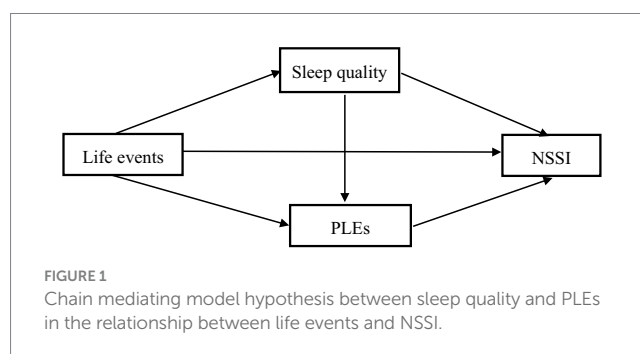 Sleep quality
Life events
NSSI
PLEs
FIGURE 1
Chain mediating model hypothesis between sleep quality and PLEs
in the relationship between life events and NSSI.